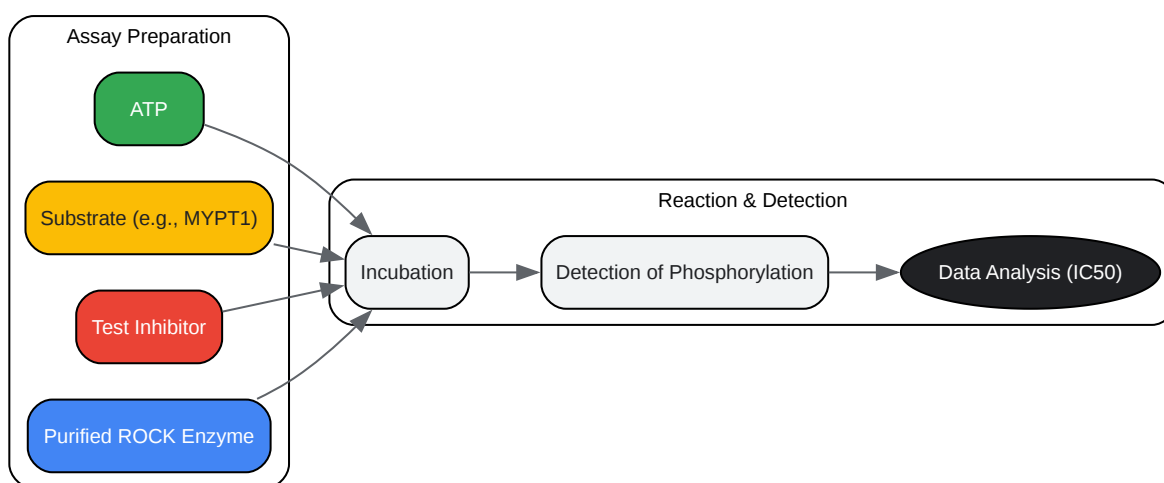 Assay Preparation
ATP
Substrate (e.g., MYPT1)
Test Inhibitor
Purified ROCK Enzyme
Reaction & Detection
Incubation
Detection of Phosphorylation
Data Analysis (IC50)